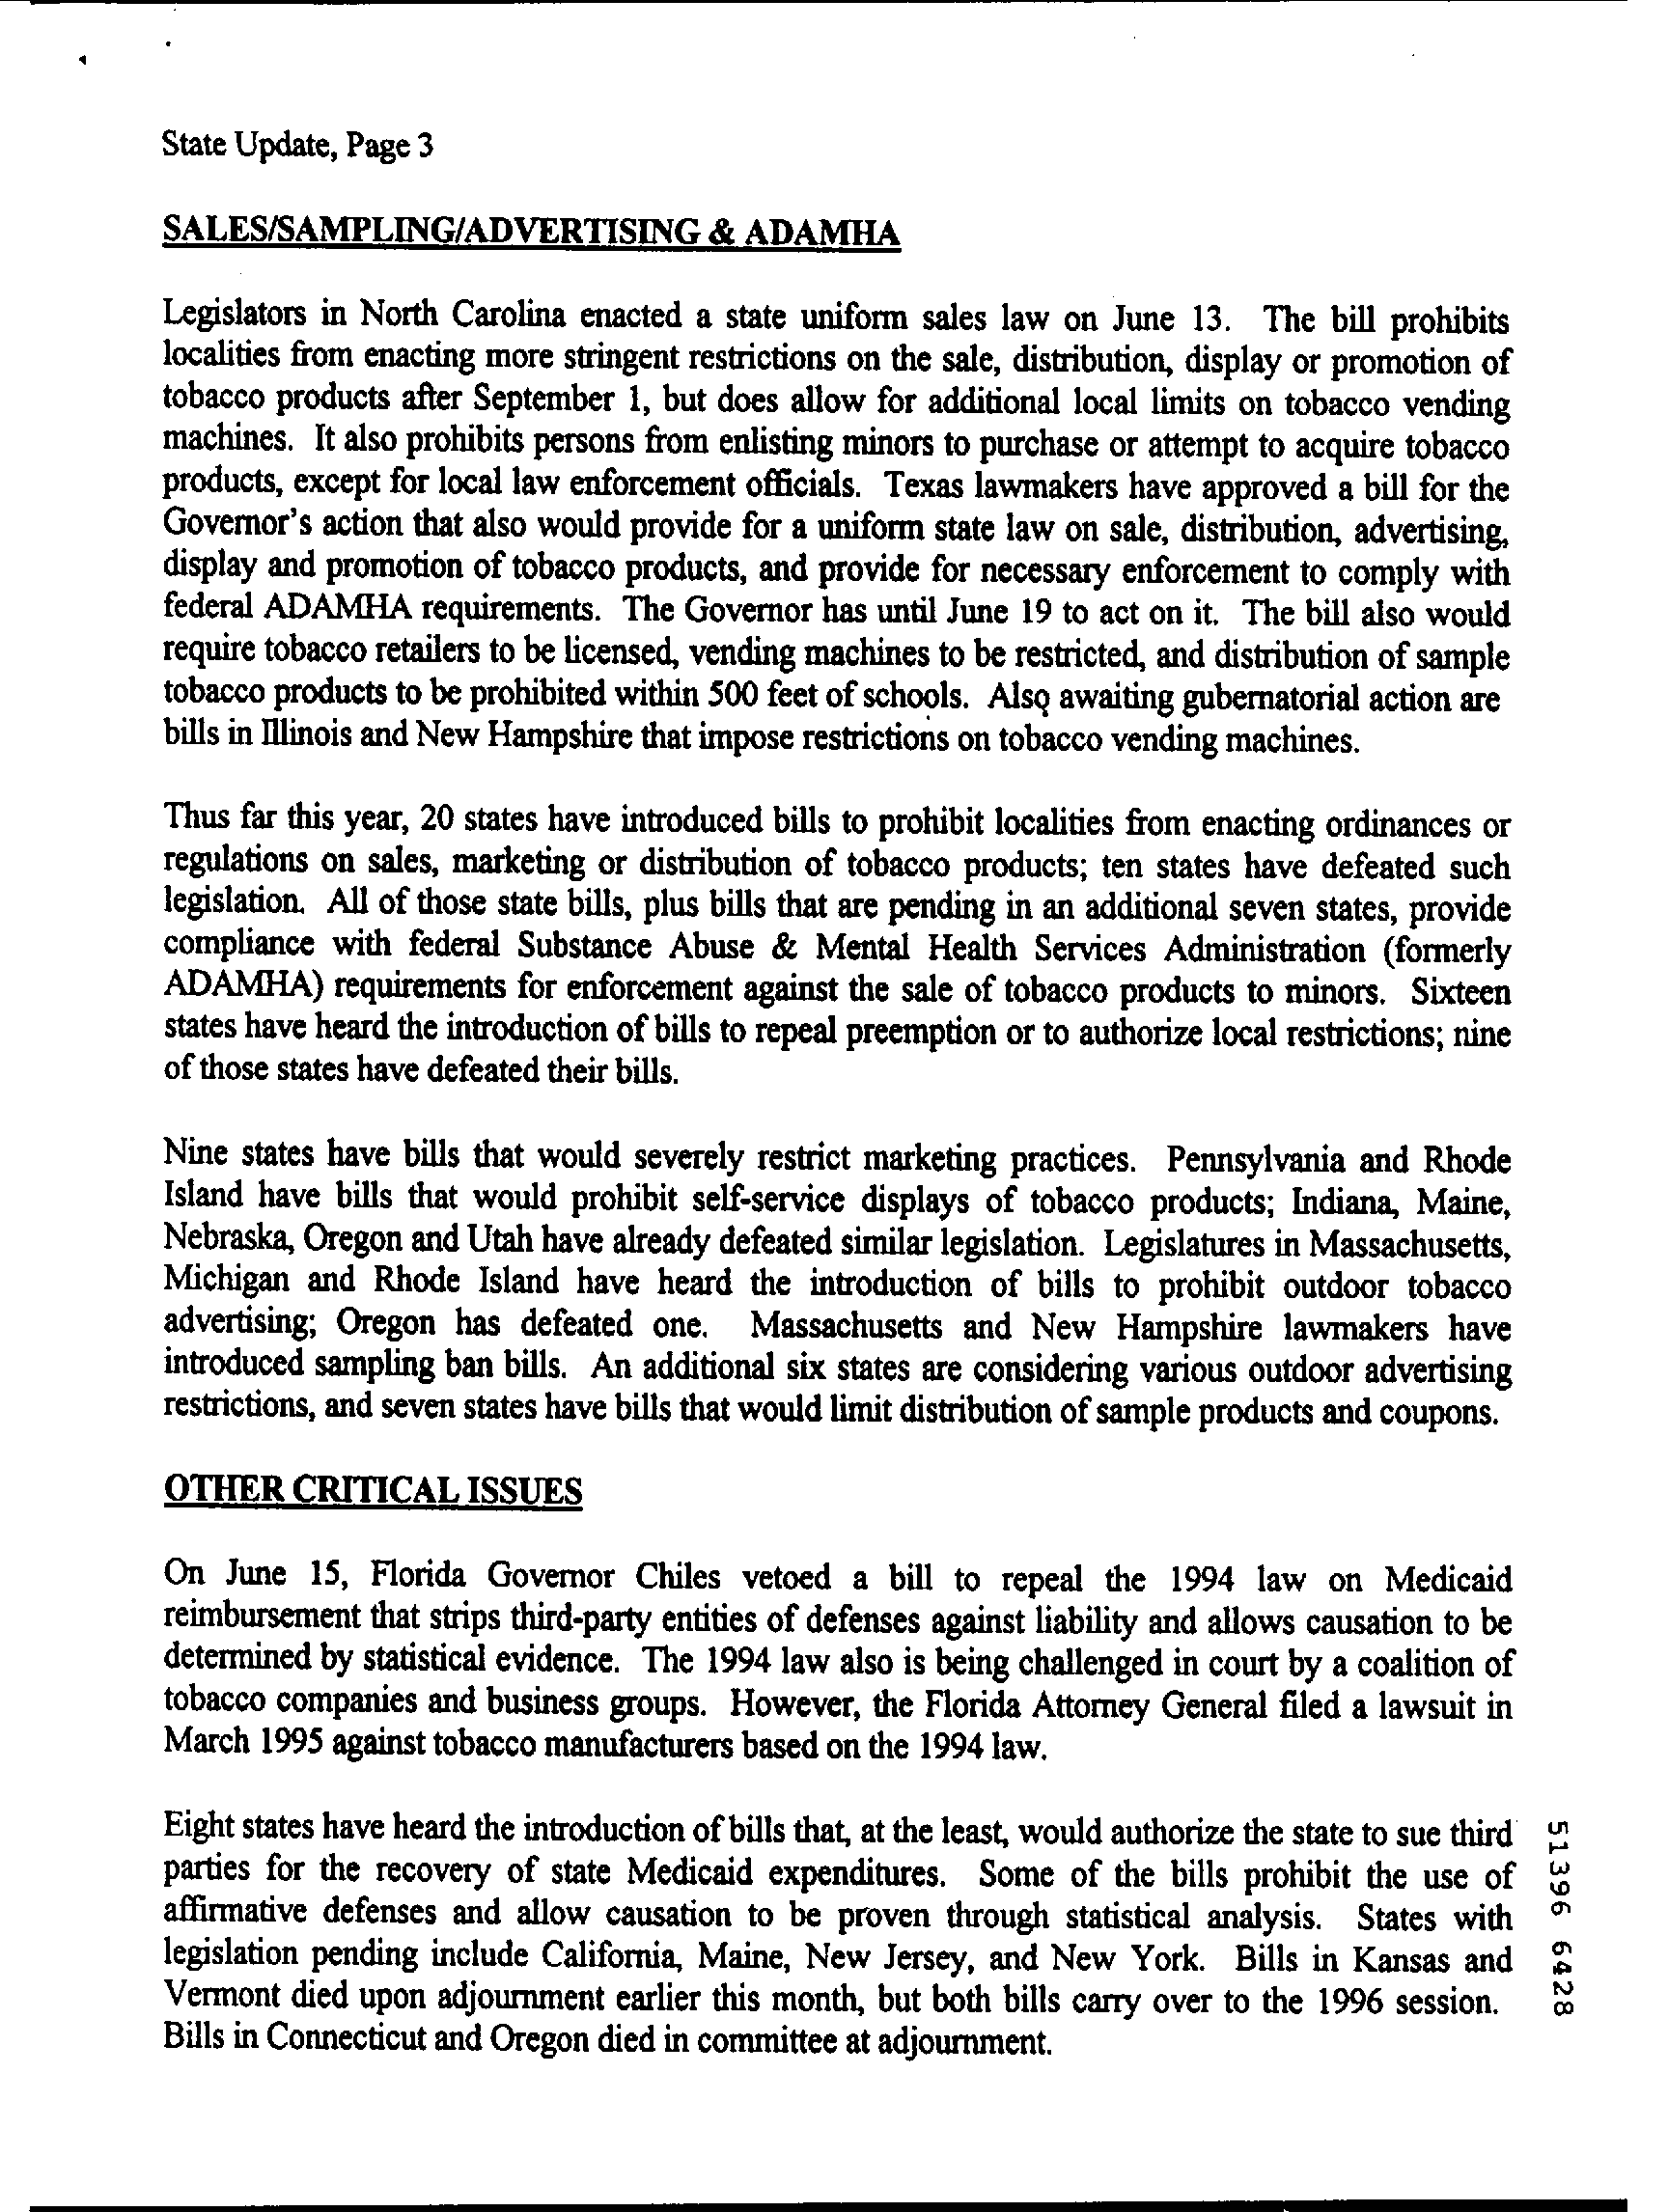 State Update, Page 3
SALES/SAMPLING/ADVERTISING & ADAMHA
Legislators in North Carolina enacted a state uniform sales law on June 13. The bill prohibits
localities from enacting more stringent restrictions on the sale, distribution, display or promotion of
tobacco products after September 1, but does allow for additional local limits on tobacco vending
machines. It also prohibits persons from enlisting minors to purchase or attempt to acquire tobacco
products, except for local law enforcement officials. Texas lawmakers have approved a bill for the
Governor's action that also would provide for a uniform state law on sale, distribution, advertising,
display and promotion of tobacco products, and provide for necessary enforcement to comply with
federal ADAMHA requirements. The Governor has until June 19 to act on it. The bill also would
require tobacco retailers to be licensed, vending machines to be restricted, and distribution of sample
tobacco products to be prohibited within 500 feet of schools. Also awaiting gubernatorial action are
bills in Illinois and New Hampshire that impose restrictions on tobacco vending machines.
Thus far this year, 20 states have introduced bills to prohibit localities from enacting ordinances or
regulations on sales, marketing or distribution of tobacco products; ten states have defeated such
legislation. All of those state bills, plus bills that are pending in an additional seven states, provide
compliance with federal Substance Abuse & Mental Health Services Administration (formerly
ADAMHA) requirements for enforcement against the sale of tobacco products to minors. Sixteen
states have heard the introduction of bills to repeal preemption or to authorize local restrictions; nine
of those states have defeated their bills.
Nine states have bills that would severely restrict marketing practices. Pennsylvania and Rhode
Island have bills that would prohibit self-service displays of tobacco products; Indiana, Maine,
Nebraska, Oregon and Utah have already defeated similar legislation. Legislatures in Massachusetts,
Michigan and Rhode Island have heard the introduction of bills to prohibit outdoor tobacco
advertising; Oregon has defeated one. Massachusetts and New Hampshire lawmakers have
introduced sampling ban bills. An additional six states are considering various outdoor advertising
restrictions, and seven states have bills that would limit distribution of sample products and coupons.
OTHER CRITICAL ISSUES
On June 15, Florida Governor Chiles vetoed a bill to repeal the 1994 law on Medicaid
reimbursement that strips third-party entities of defenses against liability and allows causation to be
determined by statistical evidence. The 1994 law also is being challenged in court by a coalition of
tobacco companies and business groups. However, the Florida Attorney General filed a lawsuit in
March 1995 against tobacco manufacturers based on the 1994 law.
Eight states have heard the introduction of bills that, at the least, would authorize the state to sue third
parties for the recovery of state Medicaid expenditures. Some of the bills prohibit the use of
affirmative defenses and allow causation to be proven through statistical analysis. States with
legislation pending include California, Maine, New Jersey, and New York. Bills in Kansas and
Vermont died upon adjournment earlier this month, but both bills carry over to the 1996 session.
Bills in Connecticut and Oregon died in committee at adjournment.
51396 6428